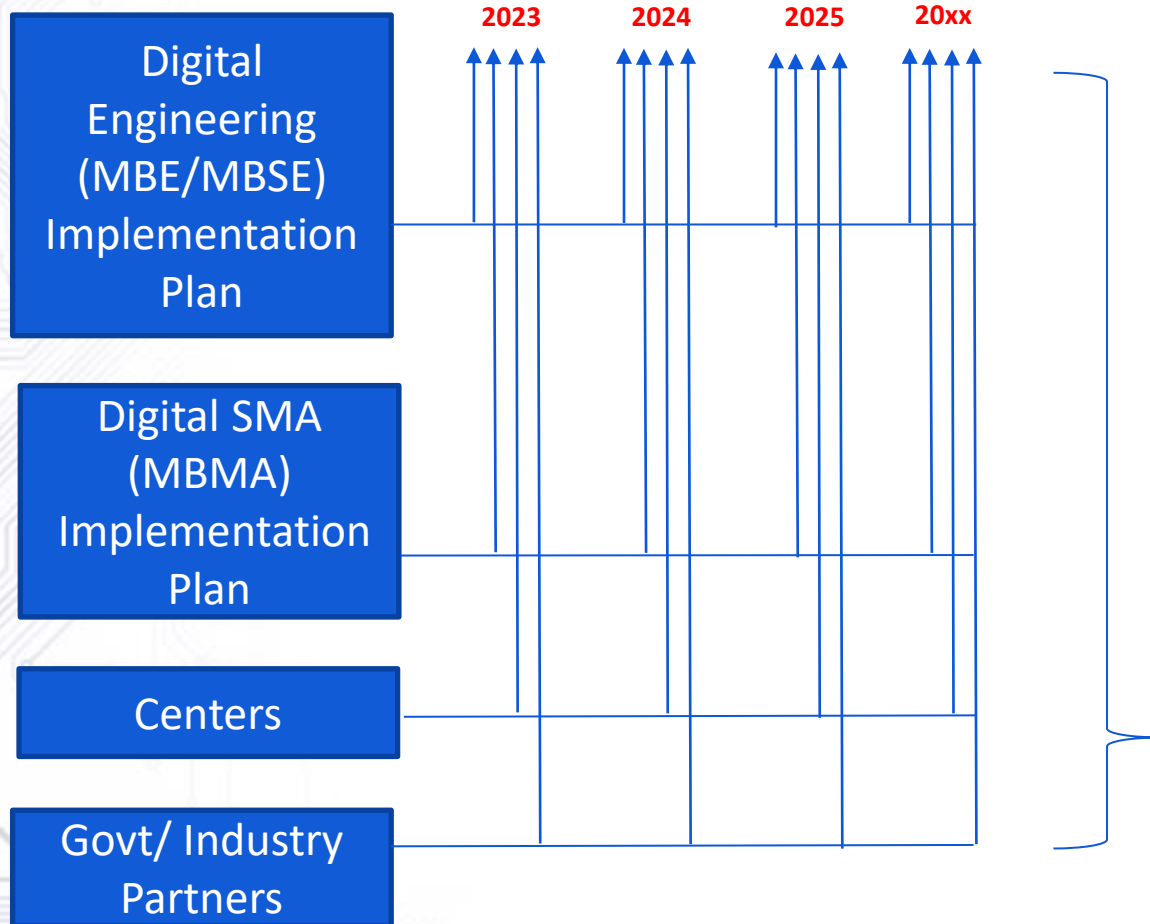 2023 2024 2025 20xx
Digital
Engineering
(MBE/MBSE)
Implementation
Plan
Digital SMA
(MBMA)
Implementation
Plan
Centers
Govt/ Industry
Partners